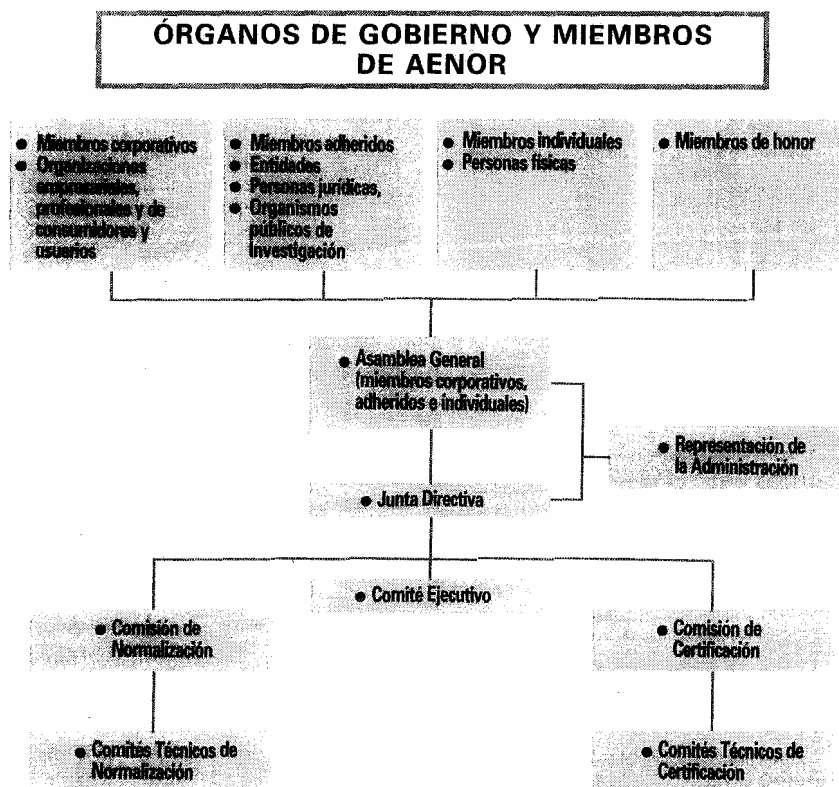 ÓRGANOS DE GOBIERNO Y MIEMBROS
DE AENOR
● Miembros corporativos
● Organizaciones
empresariales,
profesionales y de
consumidores y
usuarios
● Miembros adheridos
● Entidades
● Personas jurídicas,
● Organismos
públicos de
Investigación
● Miembros individuales
● Personas físicas
● Miembros de honor
● Asamblea General
(miembros corporativos,
adheridos e individuales)
● Representación de
la Administración
● Junta Directiva
● Comité Ejecutivo
● Comisión de
Normalización
● Comisión de
Certificación
● Comités Técnicos de
Normalización
● Comités Técnicos de
Certificación